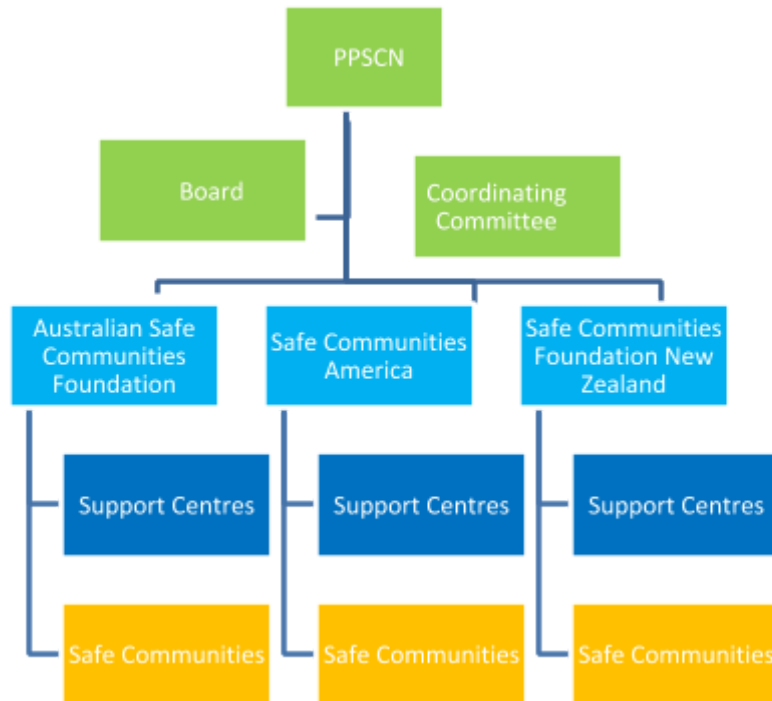 PPSCN
Board
Coordinating
Committee
Australian Safe
Communities
Foundation
Safe Communities
America
Safe Communities
Foundation New
Zealand
Support Centres
Support Centres
Support Centres
Safe Communities
Safe Communities
Safe Communities